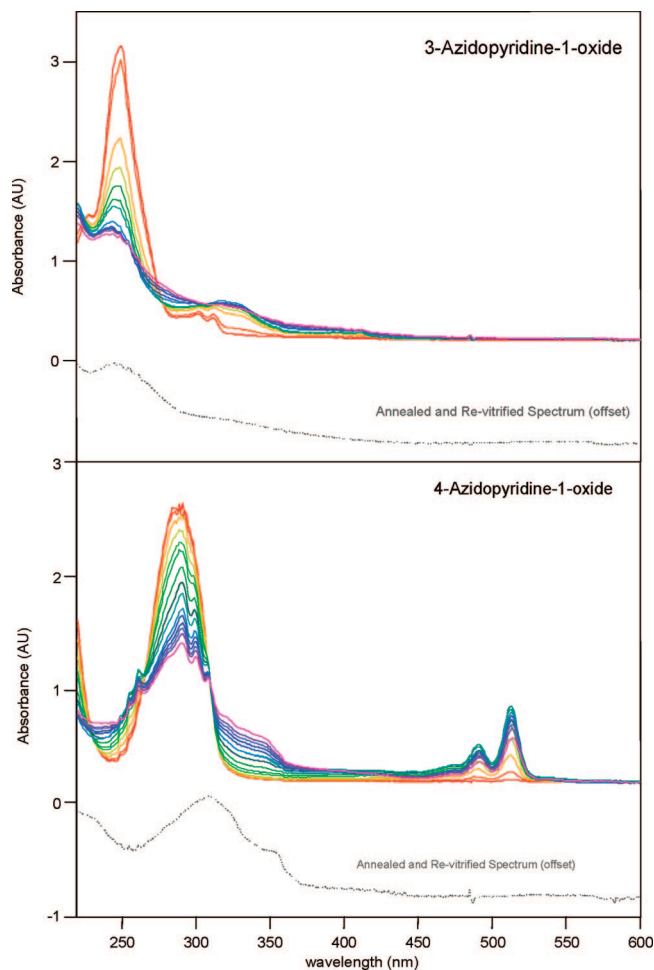 3-Azidopyridine-1-oxide
3
2
1
0
Absorbance (AU)
Annealed and Re-vitrified Spectrum (offset)
3
4-Azidopyridine-1-oxide
2
1
0
-1
Absorbance (AU)
Annealed and Re-vitrified Spectrum (offset)
250 300 350 400 450 500 550 600
wavelength (nm)